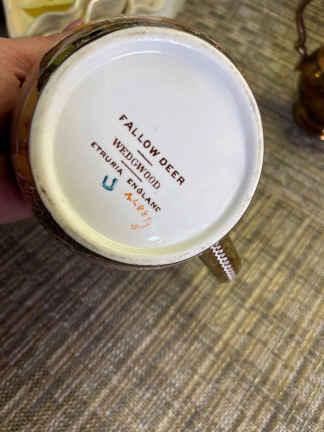 FALLOW DEER
WEDGWOOD
ETRURIA ENGLAND
U